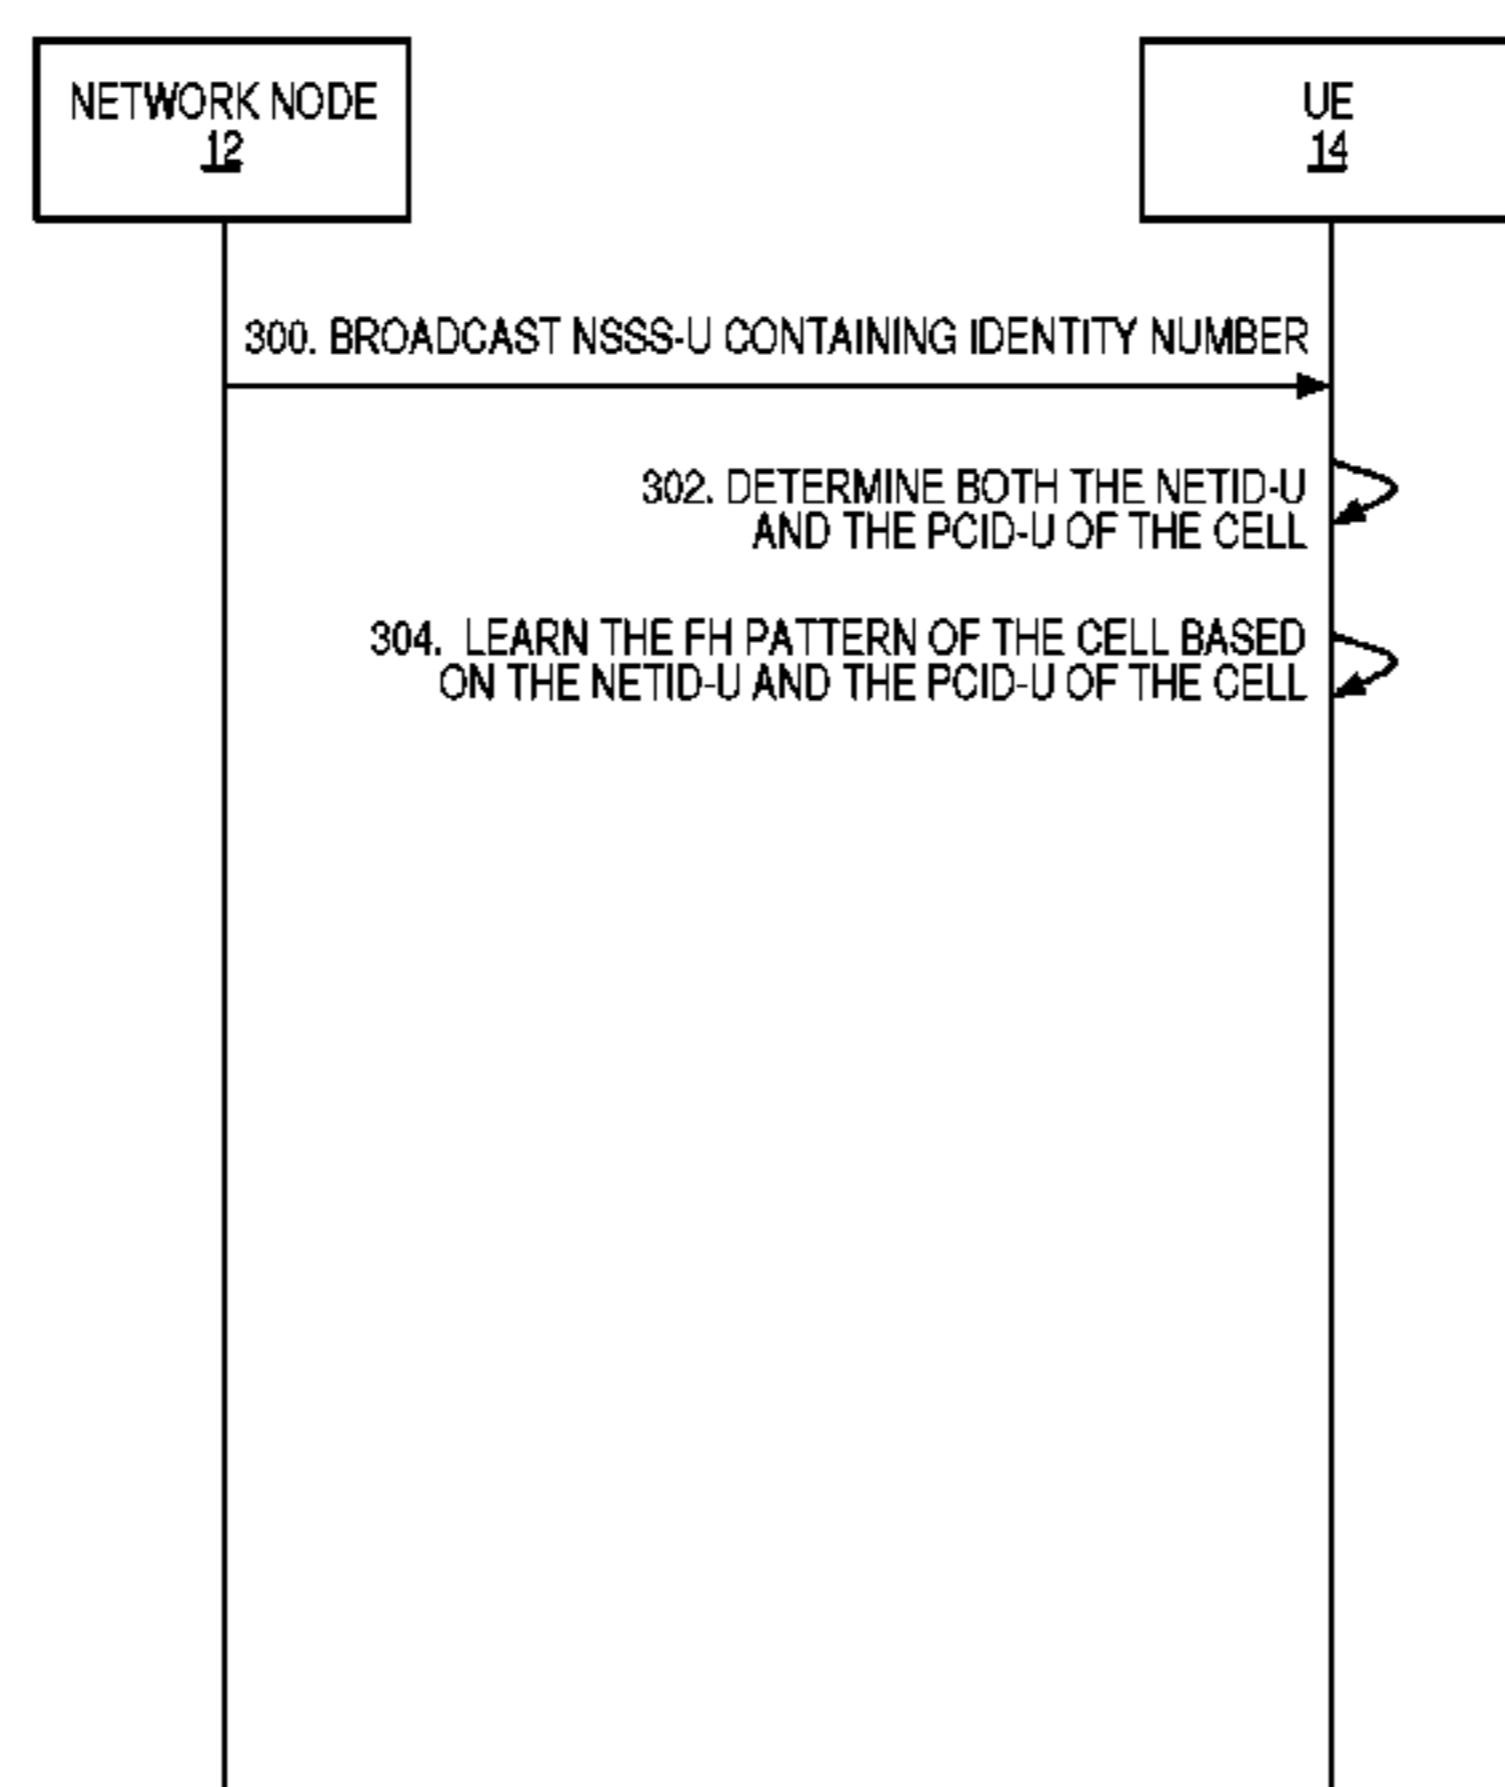 NETWORK NODE
12
UE
14
300. BROADCAST NSSS-U CONTAINING IDENTITY NUMBER
302. DETERMINE BOTH THE NETID-U
AND THE PCID-U OF THE CELL
304. LEARN THE FH PATTERN OF THE CELL BASED
ON THE NETID-U AND THE PCID-U OF THE CELL